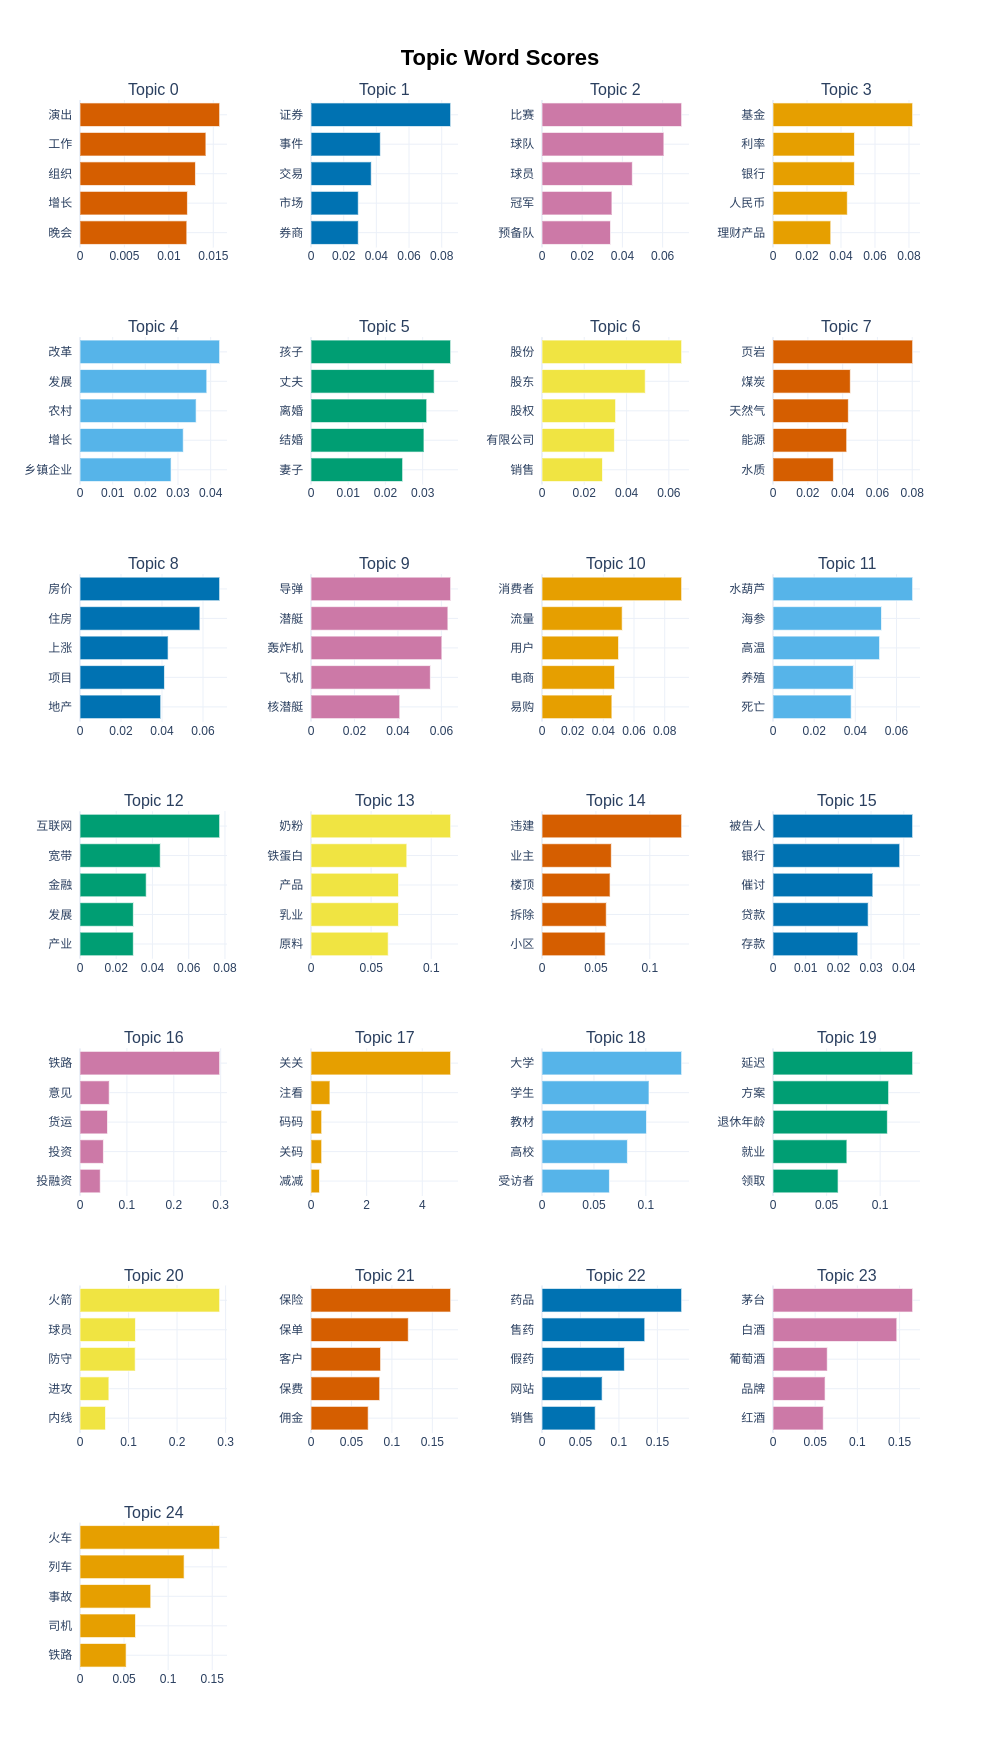 Topic Word Scores
Topic 0
演出
工作
组织
增长
晚会
0 0.005 0.01 0.015
Topic 1
证券
事件
交易
市场
券商
0 0.02 0.04 0.06 0.08
Topic 2
比赛
球队
球员
冠军
预备队
0 0.02 0.04 0.06
Topic 3
基金
利率
银行
人民币
理财产品
0 0.02 0.04 0.06 0.08
Topic 4
改革
发展
农村
增长
乡镇企业
0 0.01 0.02 0.03 0.04
Topic 5
孩子
丈夫
离婚
结婚
妻子
0 0.01 0.02 0.03
Topic 6
股份
股东
股权
有限公司
销售
0 0.02 0.04 0.06
Topic 7
页岩
煤炭
天然气
能源
水质
0 0.02 0.04 0.06 0.08
Topic 8
房价
住房
上涨
项目
地产
0 0.02 0.04 0.06
Topic 9
导弹
潜艇
轰炸机
飞机
核潜艇
0 0.02 0.04 0.06
Topic 10
消费者
流量
用户
电商
易购
0 0.02 0.04 0.06 0.08
Topic 11
水葫芦
海参
高温
养殖
死亡
0 0.02 0.04 0.06
Topic 12
互联网
宽带
金融
发展
产业
0 0.02 0.04 0.06 0.08
Topic 13
奶粉
铁蛋白
产品
乳业
原料
0 0.05 0.1
Topic 14
违建
业主
楼顶
拆除
小区
0 0.05 0.1
Topic 15
被告人
银行
催讨
贷款
存款
0 0.01 0.02 0.03 0.04
Topic 16
铁路
意见
货运
投资
投融资
0 0.1 0.2 0.3
Topic 17
关关
注看
码码
关码
减减
0 2 4
Topic 18
大学
学生
教材
高校
受访者
0 0.05 0.1
Topic 19
延迟
方案
退休年龄
就业
领取
0 0.05 0.1
Topic 20
火箭
球员
防守
进攻
内线
0 0.1 0.2 0.3
Topic 21
保险
保单
客户
保费
佣金
0 0.05 0.1 0.15
Topic 22
药品
售药
假药
网站
销售
0 0.05 0.1 0.15
Topic 23
茅台
白酒
葡萄酒
品牌
红酒
0 0.05 0.1 0.15
Topic 24
火车
列车
事故
司机
铁路
0 0.05 0.1 0.15